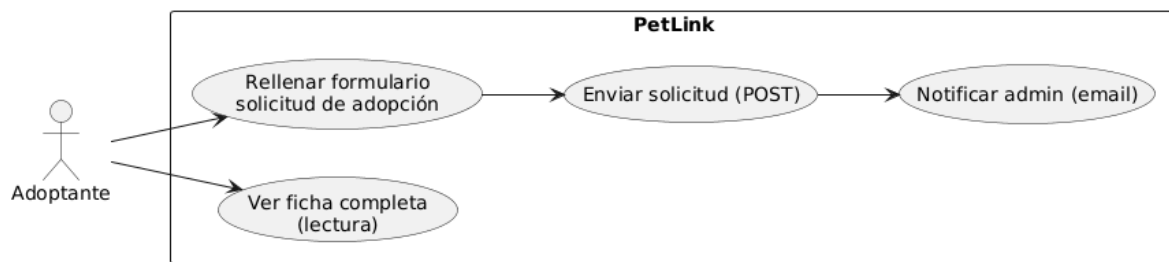 PetLink
Rellenar formulario
solicitud de adopción
Enviar solicitud (POST)
Notificar admin (email)
Adoptante
Ver ficha completa
(lectura)